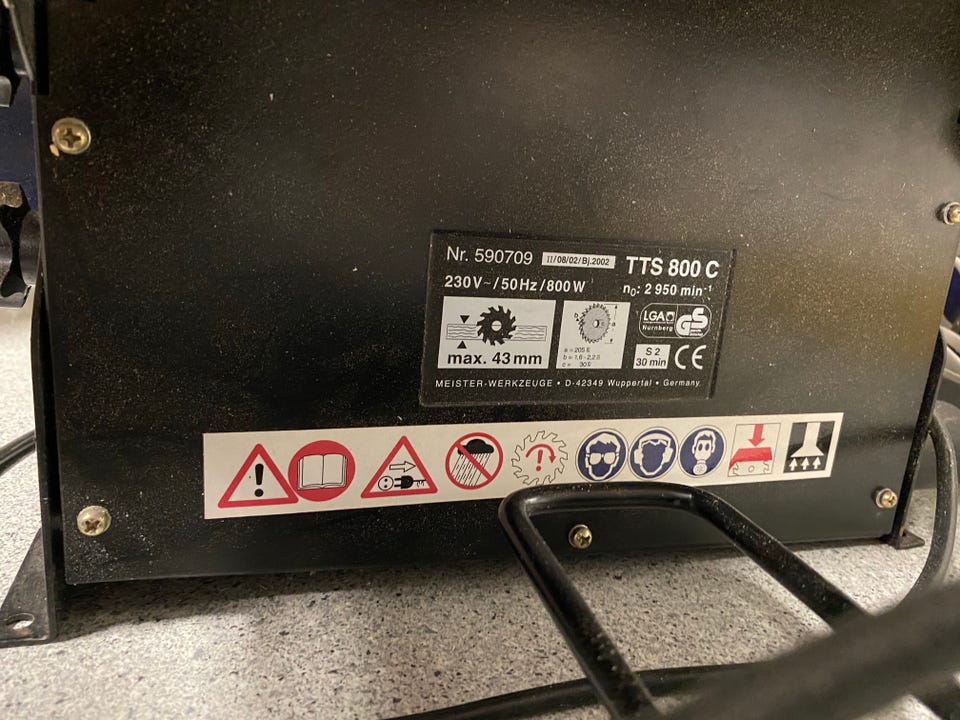 Nr. 590709 II/08/02/Bj.2002 TTS 800 C
230V~/50Hz/800W n₀: 2 950 min⁻¹
max. 43mm
D
a
a = 205
b = 1,6-2,2
c = 30
LGA
Nürnberg
GS
S 2
30 min
CE
MEISTER-WERKZEUGE • D-42349 Wuppertal • Germany